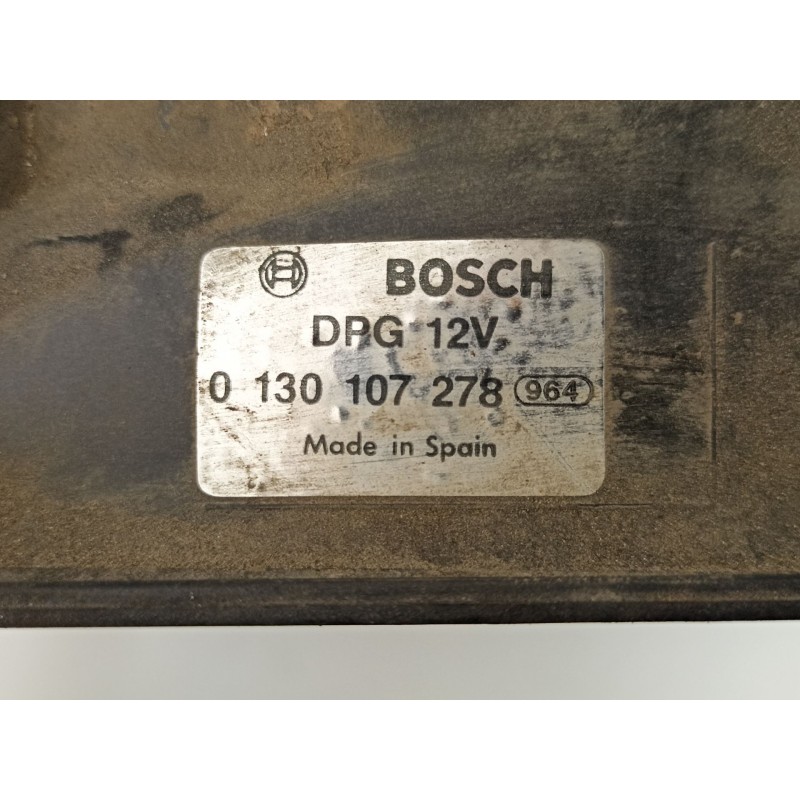 BOSCH
DPG 12V
0 130 107 278 964
Made in Spain